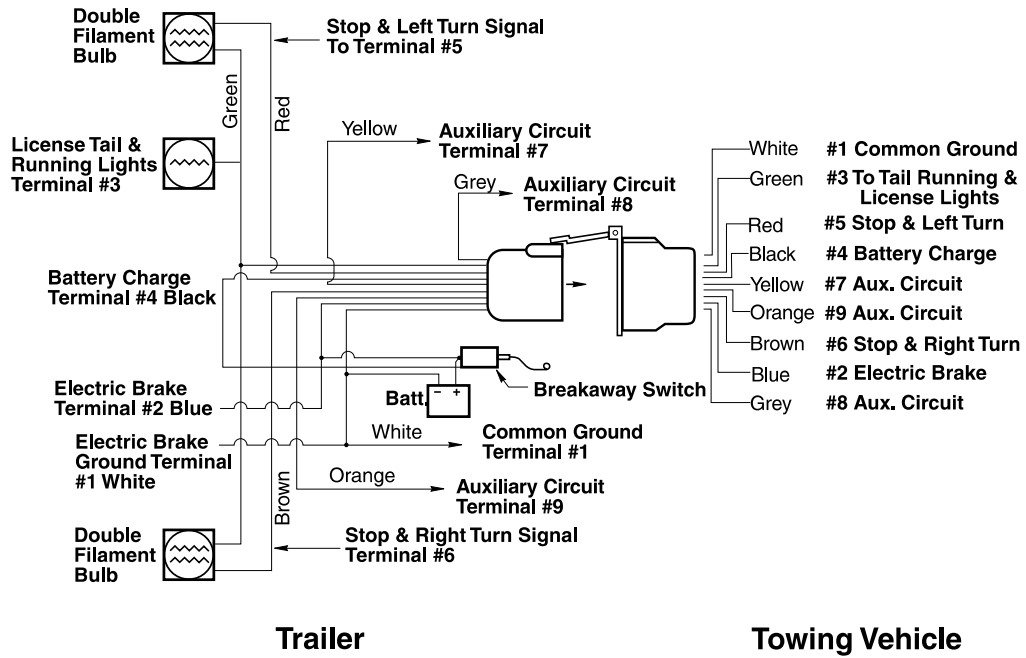 Double
Filament
Bulb
Stop & Left Turn Signal
To Terminal #5
Green
Red
License Tail &
Running Lights
Terminal #3
Yellow
Auxiliary Circuit
Terminal #7
Grey
Auxiliary Circuit
Terminal #8
Battery Charge
Terminal #4 Black
Electric Brake
Terminal #2 Blue
Batt.
- +
Breakaway Switch
Electric Brake
Ground Terminal
#1 White
White
Common Ground
Terminal #1
Orange
Auxiliary Circuit
Terminal #9
Brown
Double
Filament
Bulb
Stop & Right Turn Signal
Terminal #6
White #1 Common Ground
Green #3 To Tail Running &
License Lights
Red #5 Stop & Left Turn
Black #4 Battery Charge
Yellow #7 Aux. Circuit
Orange #9 Aux. Circuit
Brown #6 Stop & Right Turn
Blue #2 Electric Brake
Grey #8 Aux. Circuit
Trailer
Towing Vehicle